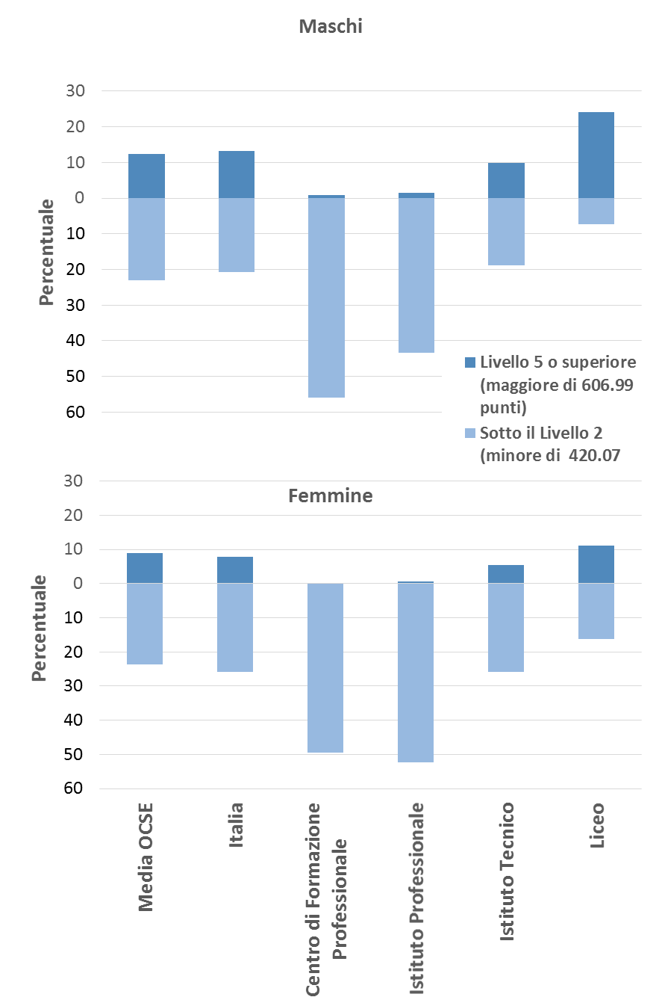 Maschi
30
20
10
0
10
20
30
40
50
60
Percentuale
Livello 5 o superiore
(maggiore di 606.99
punti)
Sotto il Livello 2
(minore di  420.07
Femmine
30
20
10
0
10
20
30
40
50
60
Percentuale
Media OCSE
Italia
Centro di Formazione
Professionale
Istituto Professionale
Istituto Tecnico
Liceo